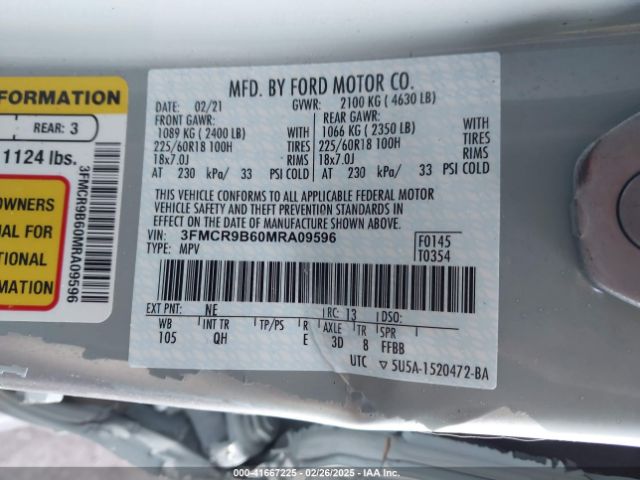 FORMATION
REAR: 3
1124 lbs.
OWNERS
AL FOR
TIONAL
MATION
3FMCR9B60MRA09596
MFD. BY FORD MOTOR CO.
DATE: 02/21 GVWR: 2100 KG ( 4630 LB)
FRONT GAWR: REAR GAWR:
1089 KG ( 2400 LB) WITH 1066 KG ( 2350 LB) WITH
225/60R18 100H TIRES 225/60R18 100H TIRES
18x7.0J RIMS 18x7.0J RIMS
AT 230 kPa/ 33 PSI COLD AT 230 kPa/ 33 PSI COLD
THIS VEHICLE CONFORMS TO ALL APPLICABLE FEDERAL MOTOR
VEHICLE SAFETY AND THEFT PREVENTION STANDARDS IN
EFFECT ON THE DATE OF MANUFACTURE SHOWN ABOVE.
VIN: 3FMCR9B60MRA09596 F0145
TYPE: MPV T0354
EXT PNT: NE RC: 13 DSO:
WB INT TR TP/PS R AXLE TR SPR
105 QH E 3D 8 FFBB
UTC ▽ 5U5A-1520472-BA
000-41667225 - 02/26/2025 - IAA Inc.